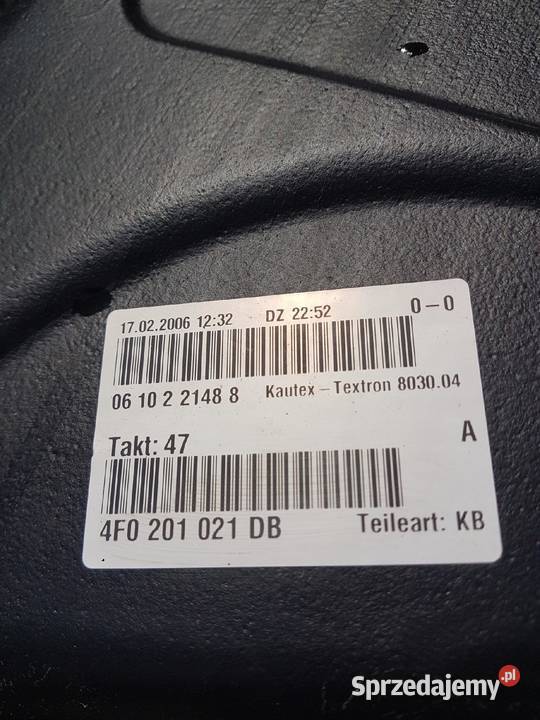 17.02.2006 12:32 DZ 22:52 0-0
06 10 2 2148 8 Kautex - Textron 8030.04
Takt: 47 A
4F0 201 021 DB Teileart: KB
Sprzedajemy.pl